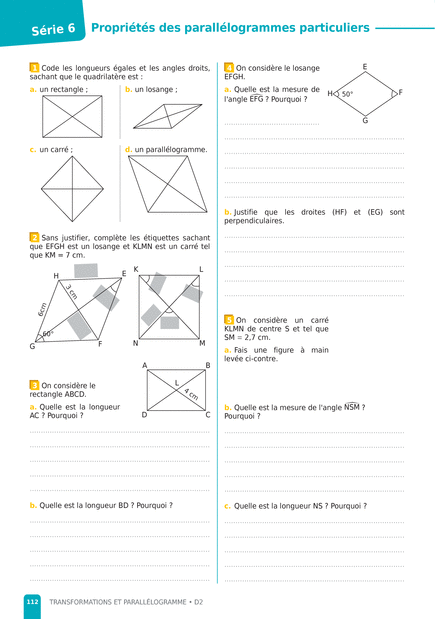 Série 6
Propriétés des parallélogrammes particuliers
1 Code les longueurs égales et les angles droits,
sachant que le quadrilatère est :
a. un rectangle ;
b. un losange ;
c. un carré ;
d. un parallélogramme.
2 Sans justifier, complète les étiquettes sachant
que EFGH est un losange et KLMN est un carré tel
que KM = 7 cm.
H
E
3 cm
6cm
60°
G
F
K
L
N
M
3 On considère le
rectangle ABCD.
a. Quelle est la longueur
AC ? Pourquoi ?
A
B
L
4 cm
D
C
b. Quelle est la longueur BD ? Pourquoi ?
4 On considère le losange
EFGH.
a. Quelle est la mesure de
l'angle EFG ? Pourquoi ?
E
H
50°
F
G
b. Justifie que les droites (HF) et (EG) sont
perpendiculaires.
5 On considère un carré
KLMN de centre S et tel que
SM = 2,7 cm.
a. Fais une figure à main
levée ci-contre.
b. Quelle est la mesure de l'angle NSM ?
Pourquoi ?
c. Quelle est la longueur NS ? Pourquoi ?
112
TRANSFORMATIONS ET PARALLÉLOGRAMME • D2